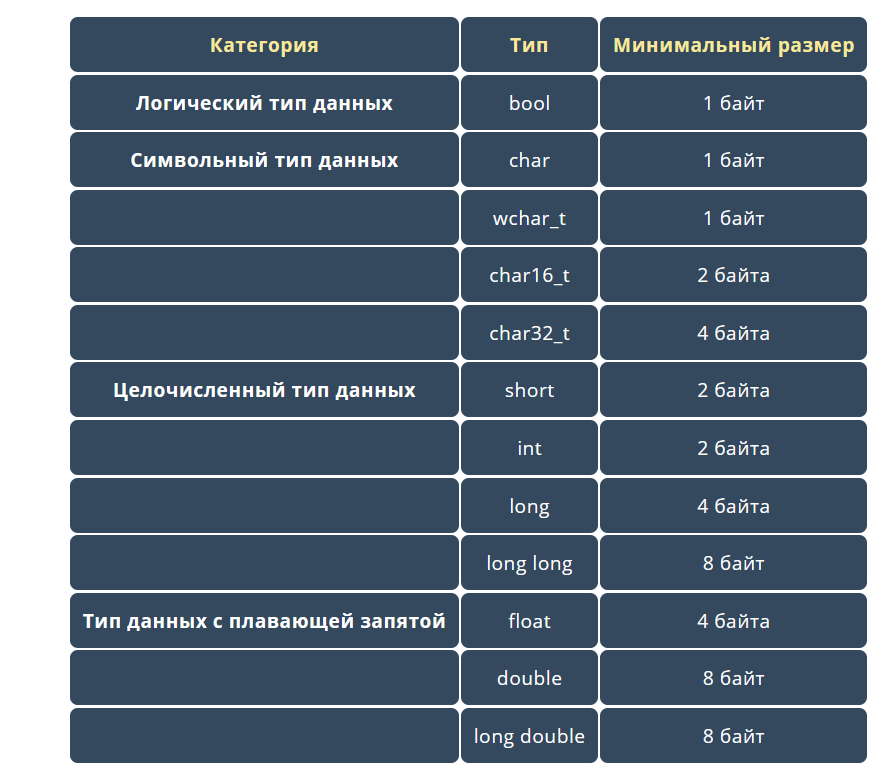 Категория Тип Минимальный размер
Логический тип данных bool 1 байт
Символьный тип данных char 1 байт
wchar_t 1 байт
char16_t 2 байта
char32_t 4 байта
Целочисленный тип данных short 2 байта
int 2 байта
long 4 байта
long long 8 байт
Тип данных с плавающей запятой float 4 байта
double 8 байт
long double 8 байт